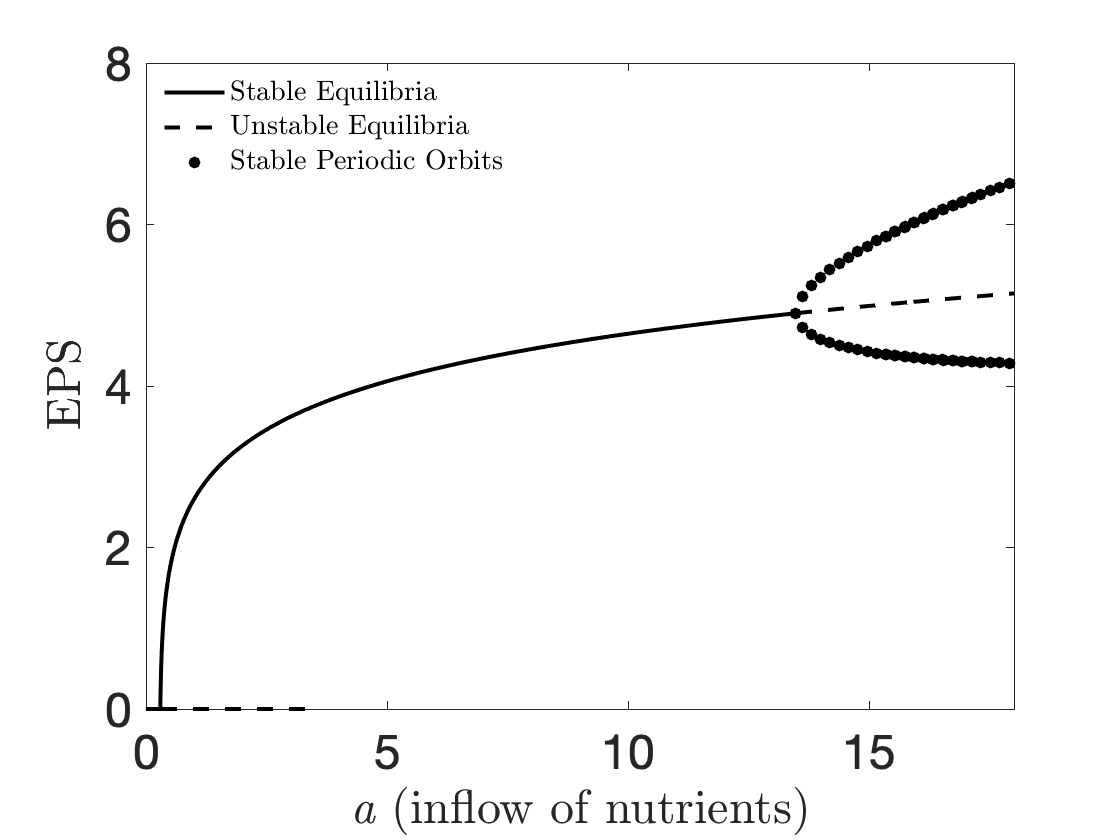 8
Stable Equilibria
Unstable Equilibria
Stable Periodic Orbits
6
EPS
4
2
0
0 5 10 15
a (inflow of nutrients)